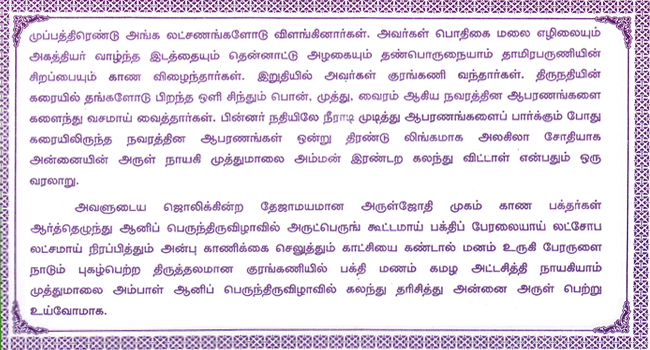 முப்பத்திரெண்டு அங்க லட்சணங்களோடு விளங்கினார்கள். அவர்கள் பொதிகை மலை எழிலையும்
அகத்தியர் வாழ்ந்த இடத்தையும் தென்னாட்டு அழகையும் தண்பொருநையாம் தாமிரபருணியின்
சிறப்பையும் காண விழைந்தார்கள். இறுதியில் அவர்கள் குரங்கணி வந்தார்கள். திருநதியின்
கரையில் தங்களோடு பிறந்த ஒளி சிந்தும் பொன், முத்து, வைரம் ஆகிய நவரத்தின ஆபரணங்களை
களைந்து வசமாய் வைத்தார்கள். பின்னர் நதியிலே நீராடி முடித்து ஆபரணங்களைப் பார்க்கும் போது
கரையிலிருந்த நவரத்தின ஆபரணங்கள் ஒன்று திரண்டு லிங்கமாக அலகிலா சோதியாக
அன்னையின் அருள் நாயகி முத்துமாலை அம்மன் இரண்டற கலந்து விட்டாள் என்பதும் ஒரு
வரலாறு.
அவளுடைய ஜொலிக்கின்ற தேஜாமயமான அருள்ஜோதி முகம் காண பக்தர்கள்
ஆர்த்தெழுந்து ஆனிப் பெருந்திருவிழாவில் அருட்பெருங் கூட்டமாய் பக்திப் பேரலையாய் லட்சோப
லட்சமாய் நிரப்பித்தும் அன்பு காணிக்கை செலுத்தும் காட்சியை கண்டால் மனம் உருகி பேரருளை
நாடும் புகழ்பெற்ற திருத்தலமான குரங்கணியில் பக்தி மணம் கமழ அட்டசித்தி நாயகியாம்
முத்துமாலை அம்பாள் ஆனிப் பெருந்திருவிழாவில் கலந்து தரிசித்து அன்னை அருள் பெற்று
உய்வோமாக.